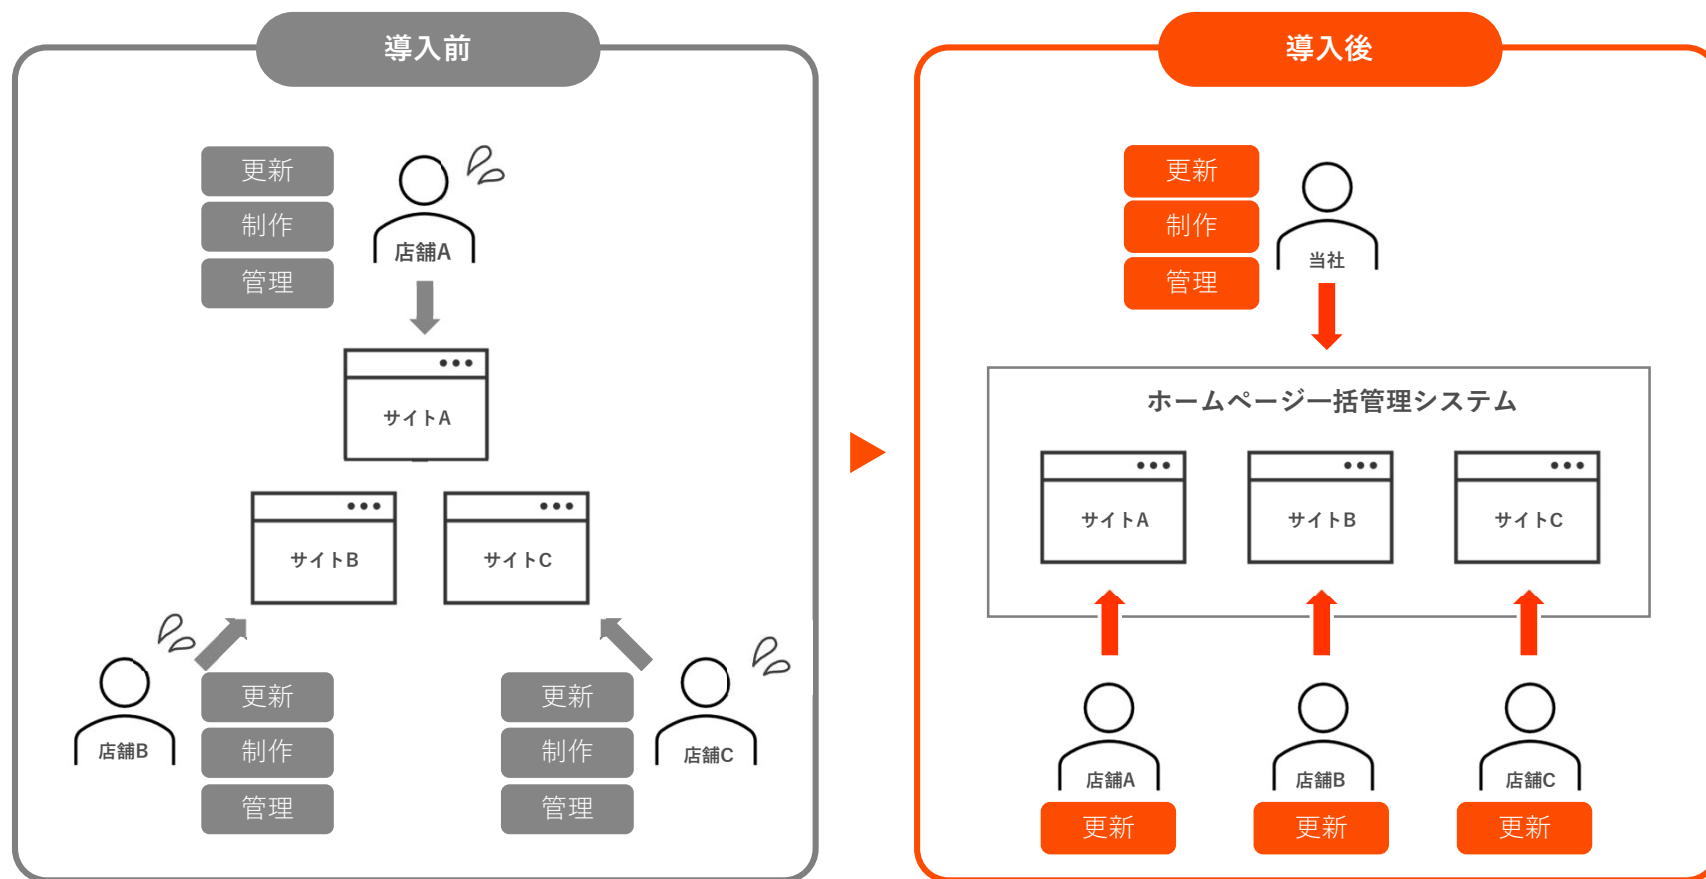 導入前
更新
制作
管理
店舗A
サイトA
サイトB
サイトC
店舗B
更新
制作
管理
更新
制作
管理
店舗C
導入後
更新
制作
管理
当社
ホームページ一括管理システム
サイトA
サイトB
サイトC
店舗A
店舗B
店舗C
更新
更新
更新